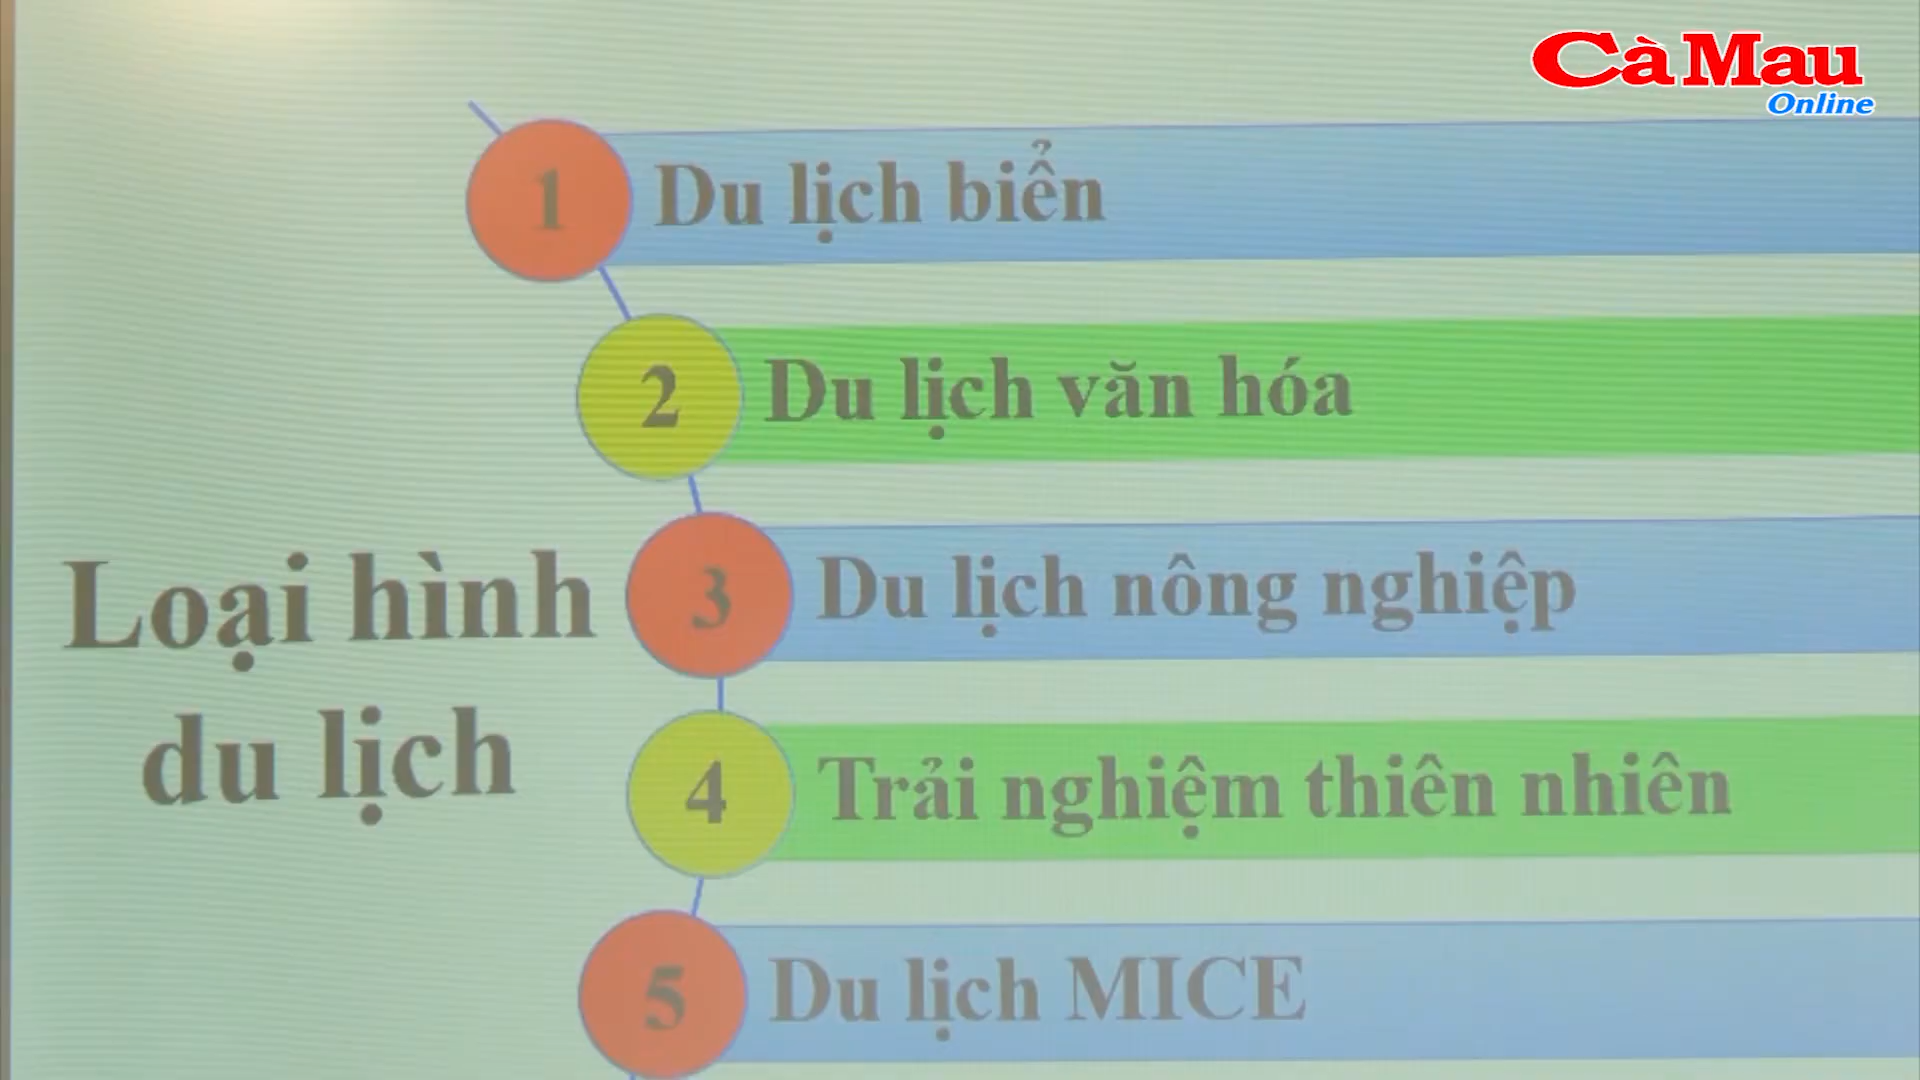 Cà Mau
Online
1 Du lịch biển
2 Du lịch văn hóa
3 Du lịch nông nghiệp
Loại hình
du lịch
4 Trải nghiệm thiên nhiên
5 Du lịch MICE